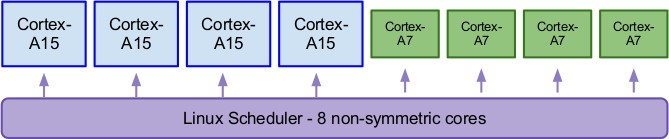 Cortex-
A15
Cortex-
A15
Cortex-
A15
Cortex-
A15
Cortex-
A7
Cortex-
A7
Cortex-
A7
Cortex-
A7
Linux Scheduler - 8 non-symmetric cores